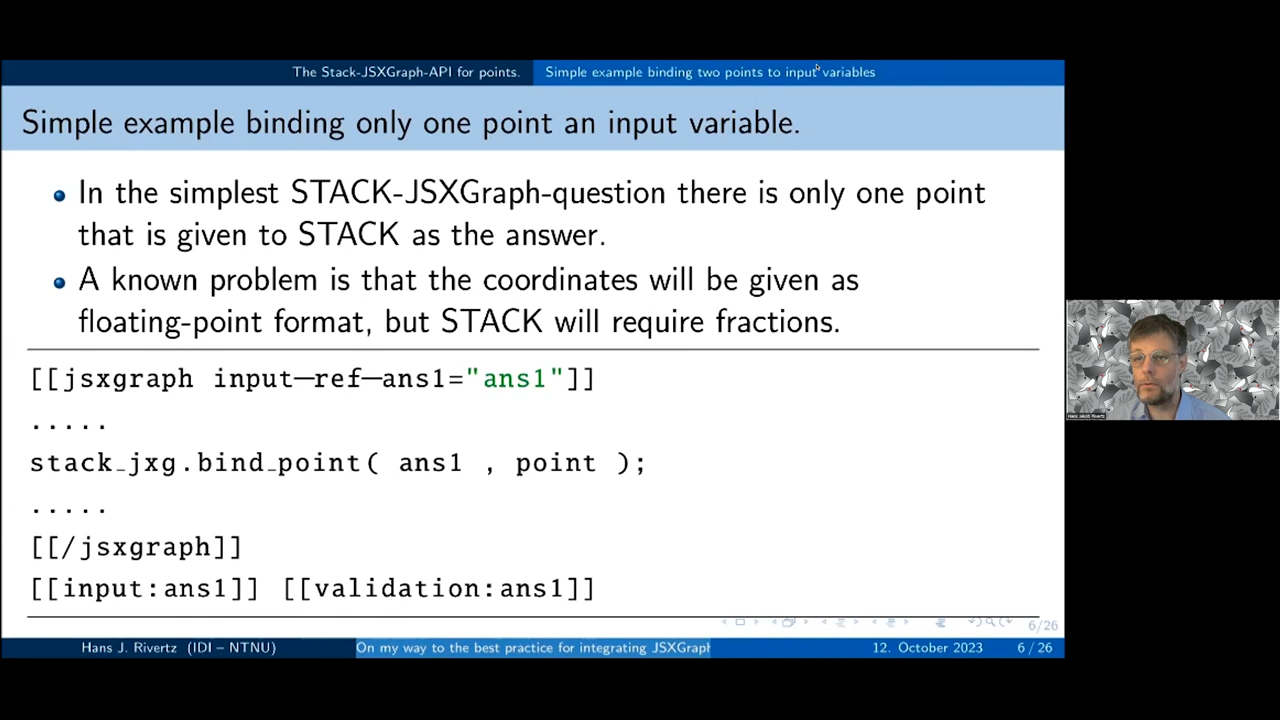 The Stack-JSXGraph-API for points. Simple example binding two points to input variables
Simple example binding only one point an input variable.
In the simplest STACK-JSXGraph-question there is only one point
that is given to STACK as the answer.
A known problem is that the coordinates will be given as
floating-point format, but STACK will require fractions.
[[jsxgraph input—ref—ans1="ans1"]]
.....
stack_jxg.bind_point( ans1 , point );
.....
[[/jsxgraph]]
[[input:ans1]] [[validation:ans1]]
6/26
Hans J. Rivertz (IDI – NTNU) On my way to the best practice for integrating JSXGraph 12. October 2023 6 / 26
Hans Jakob Rivertz